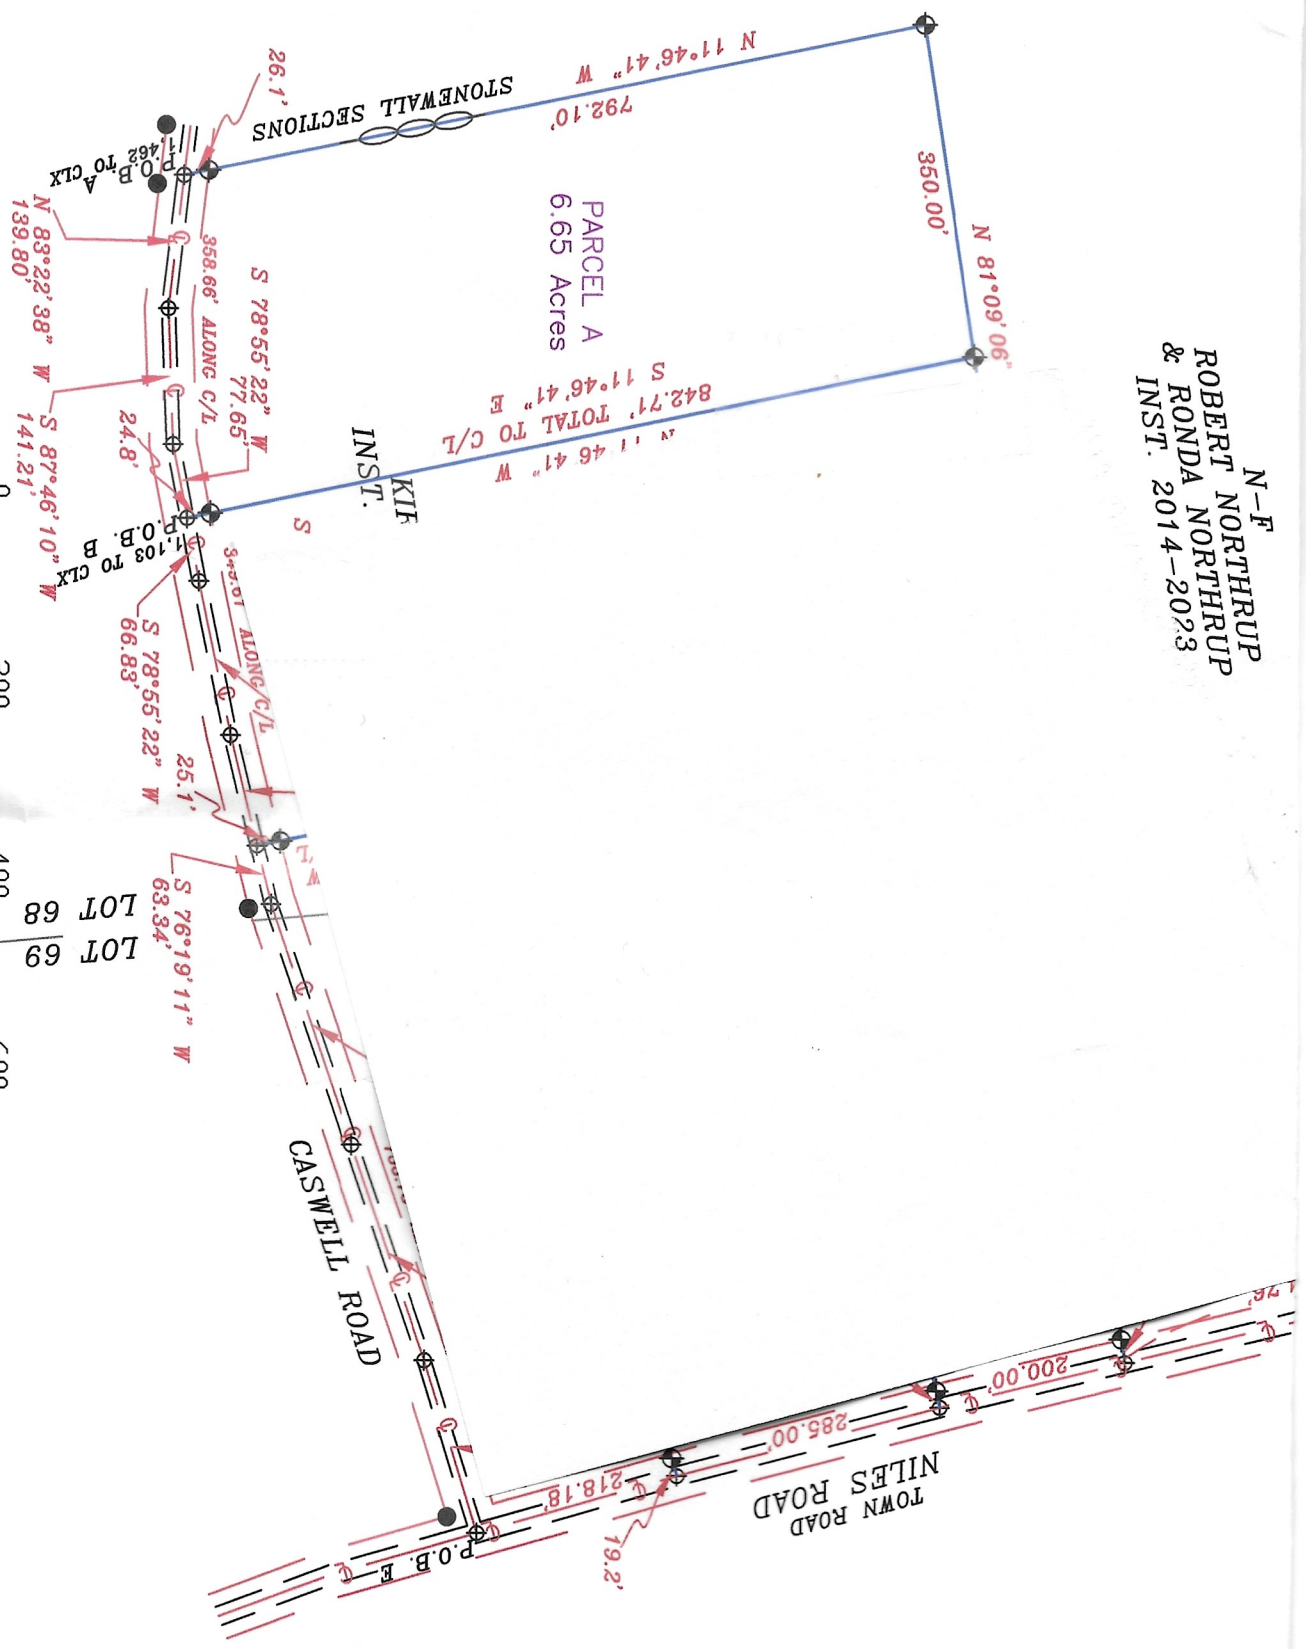 N-F
ROBERT NORTHRUP
& RONDA NORTHRUP
INST. 2014-2023
N 81°09'06"
350.00'
N 11°46'41" W
792.10'
STONEWALL SECTIONS
26.1'
PARCEL A
6.65 Acres
S 11°46'41" E
842.71' TOTAL TO C/L
46 41" W
KIF
INST.
S
P.O.B. A
1,462 TO CLX
358.66' ALONG C/L
S 78°55'22" W
77.65'
N 83°22'38" W
139.80'
S 87°46'10" W
141.21'
24.8'
P.O.B. B
1,103 TO CLX
ALONG C/L
S 78°55'22" W
66.83'
25.1'
W
S 76°19'11" W
63.34'
LOT 68
LOT 69
CASWELL ROAD
P.O.B. E
218.18'
19.2'
285.00'
200.00'
.76'
TOWN ROAD
NILES ROAD